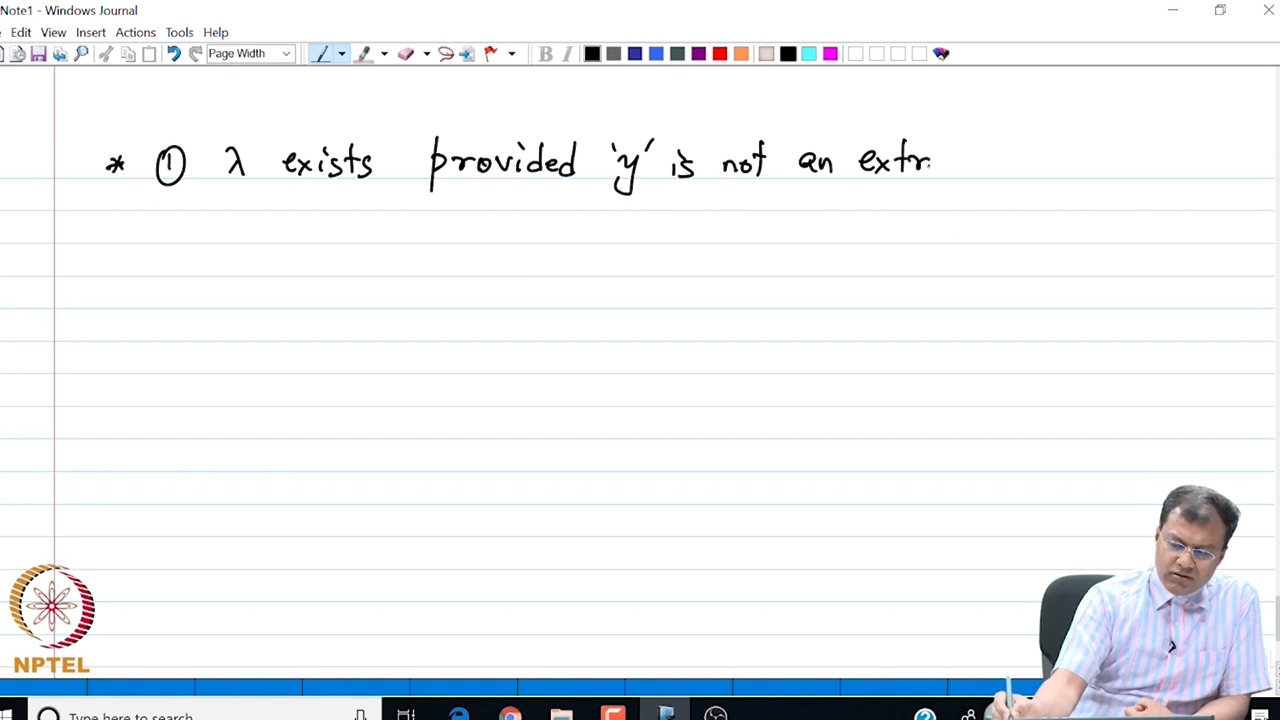 Note1 - Windows Journal
Edit View Insert Actions Tools Help
Page Width B I
* ① λ exists provided 'y' is not an extr
NPTEL
Type here to search